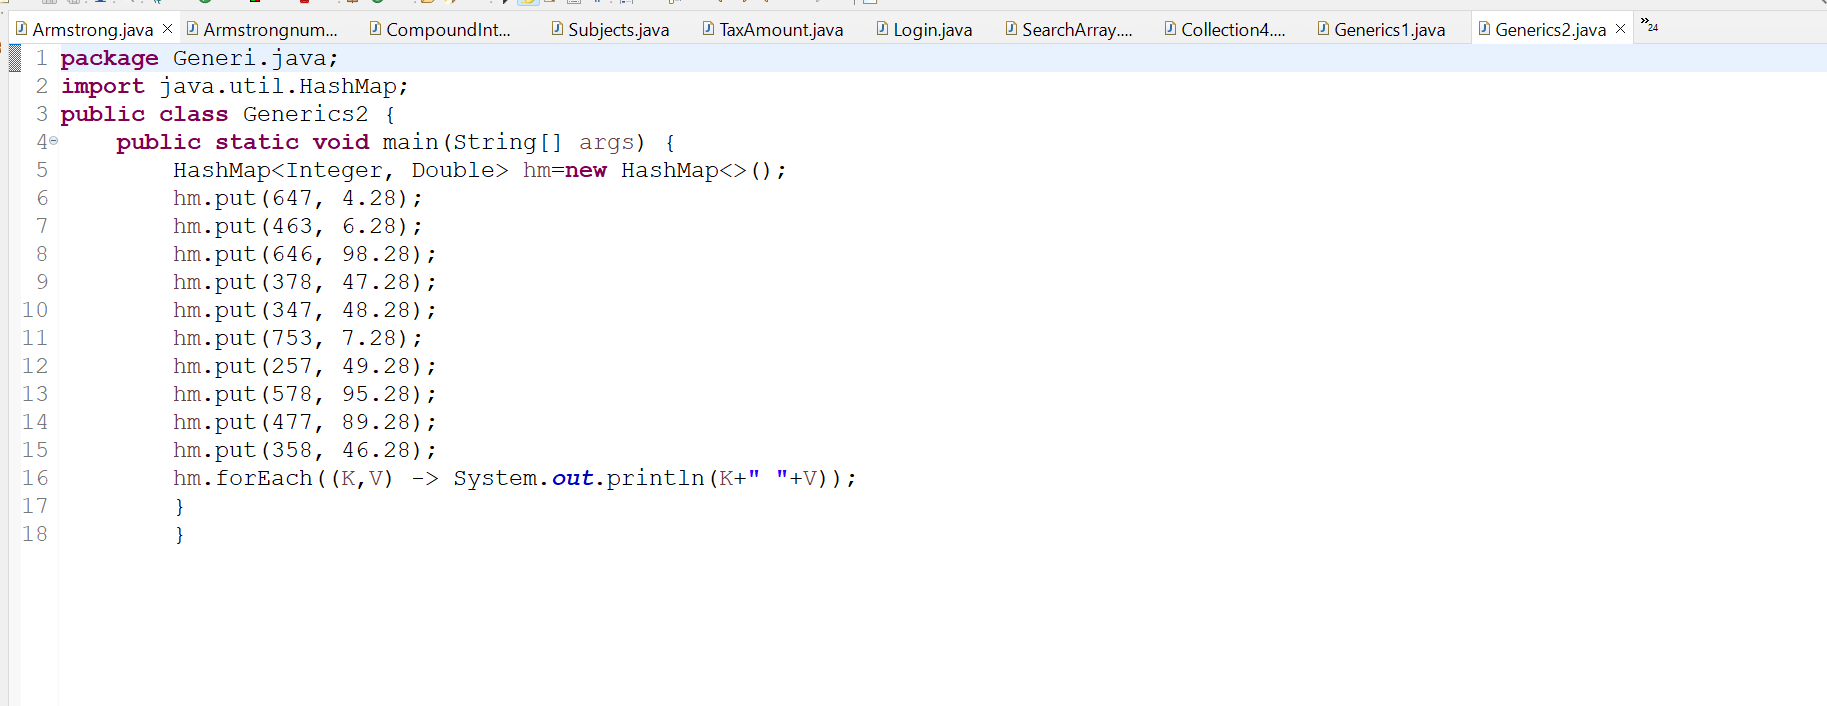 Armstrong.java Armstrongnum... CompoundInt... Subjects.java TaxAmount.java Login.java SearchArray.... Collection4.... Generics1.java Generics2.java »24
1 package Generi.java;
2 import java.util.HashMap;
3 public class Generics2 {
4 public static void main(String[] args) {
5 HashMap<Integer, Double> hm=new HashMap<>();
6 hm.put(647, 4.28);
7 hm.put(463, 6.28);
8 hm.put(646, 98.28);
9 hm.put(378, 47.28);
10 hm.put(347, 48.28);
11 hm.put(753, 7.28);
12 hm.put(257, 49.28);
13 hm.put(578, 95.28);
14 hm.put(477, 89.28);
15 hm.put(358, 46.28);
16 hm.forEach((K,V) -> System.out.println(K+" "+V));
17 }
18 }